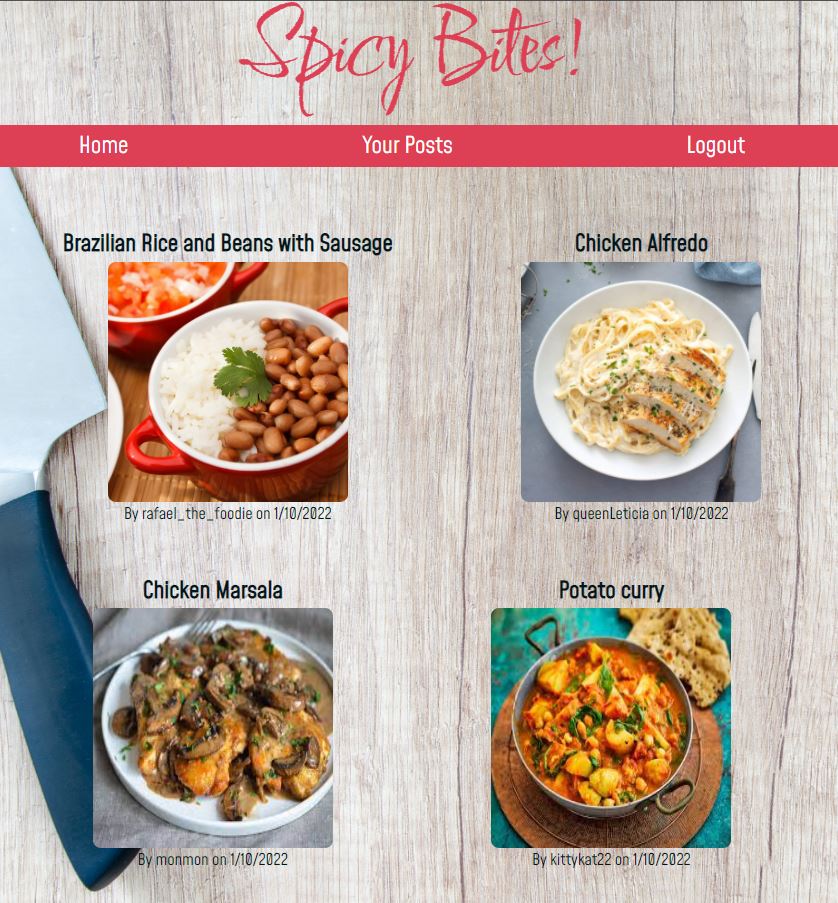 Spicy Bites!
Home Your Posts Logout
Brazilian Rice and Beans with Sausage
By rafael_the_foodie on 1/10/2022
Chicken Alfredo
By queenLeticia on 1/10/2022
Chicken Marsala
By monmon on 1/10/2022
Potato curry
By kittykat22 on 1/10/2022